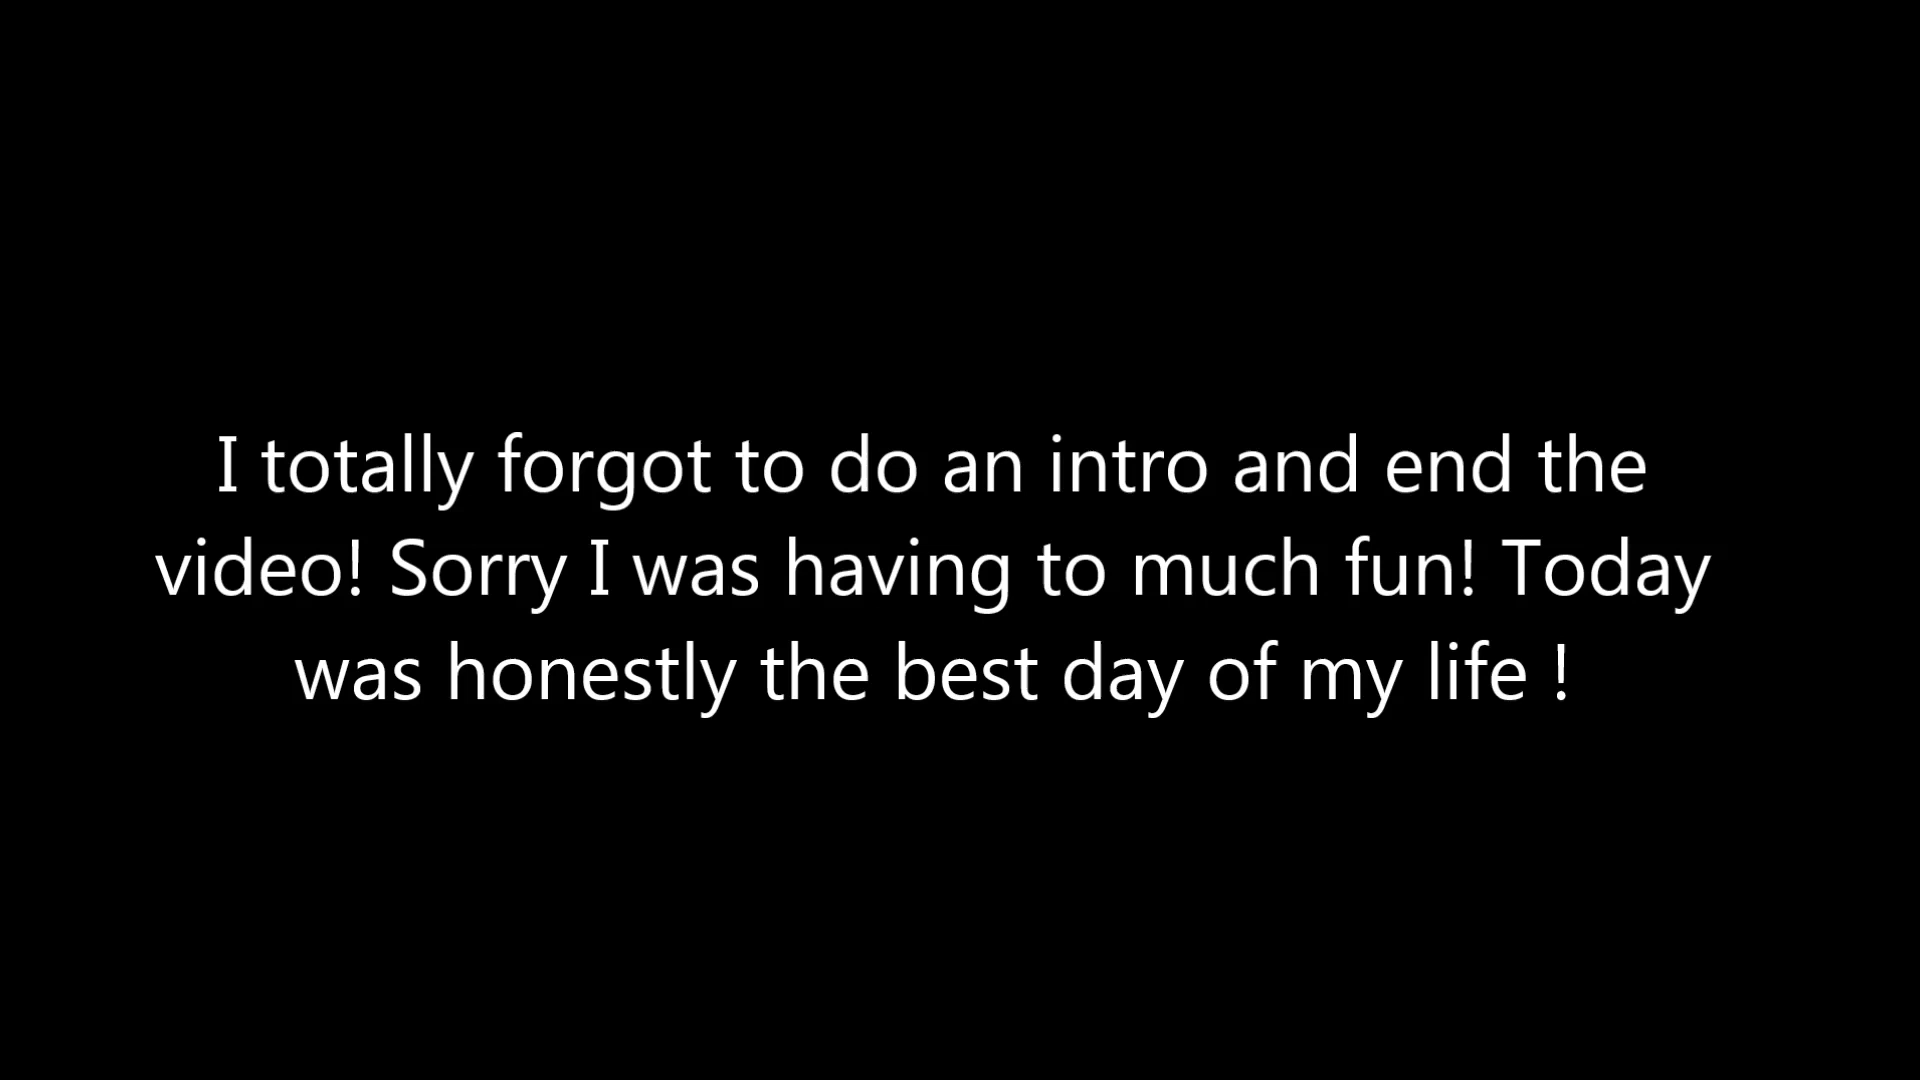 I totally forgot to do an intro and end the
video! Sorry I was having to much fun! Today
was honestly the best day of my life !